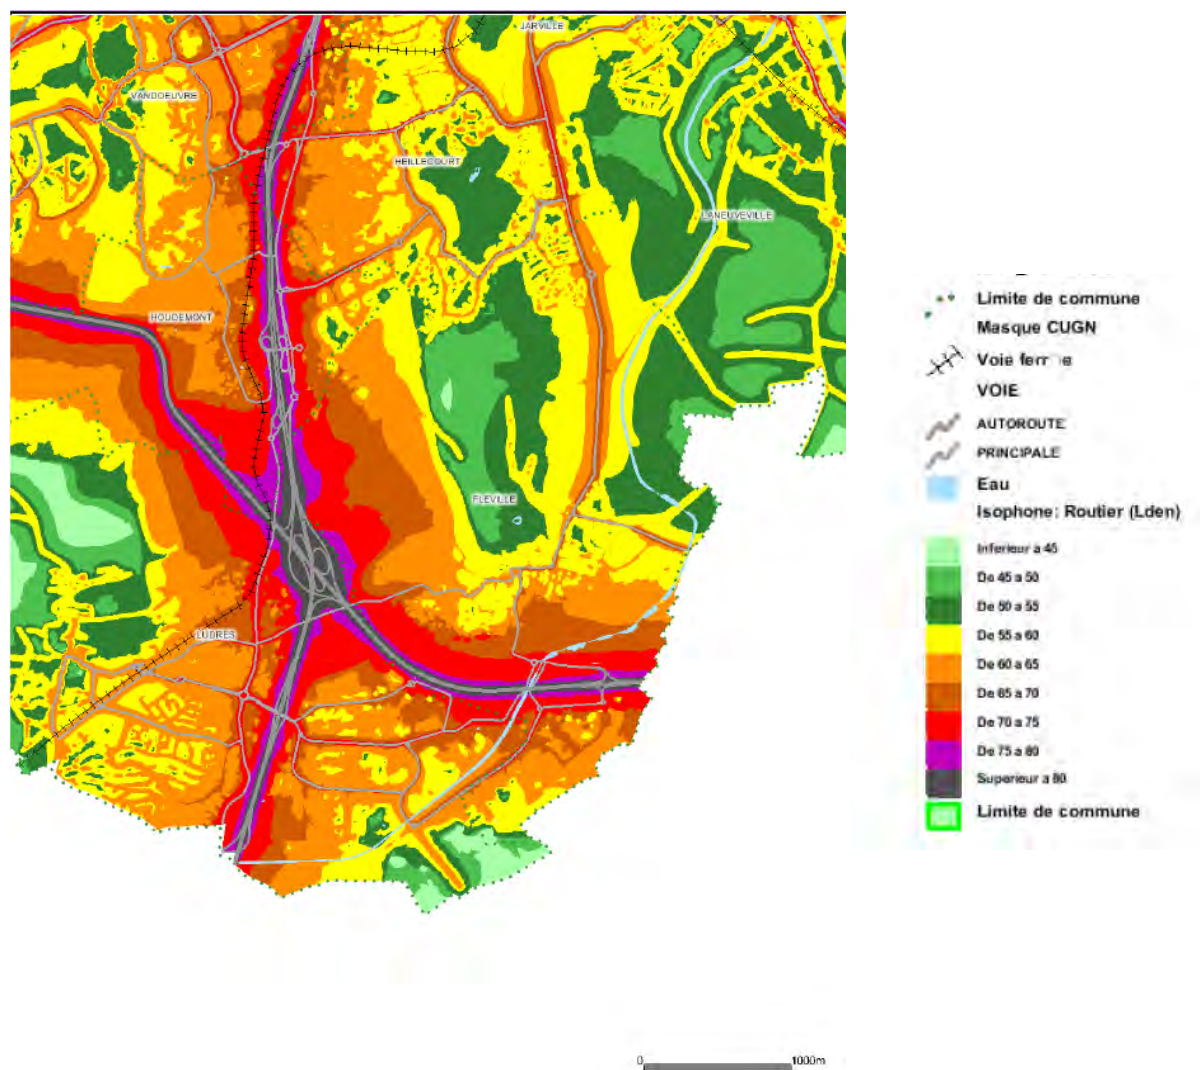 JARVILLE
VANDOEUVRE
HEILLECOURT
LANEUVEVILLE
HOUDEMONT
FLEVILLE
LUDRES
Limite de commune
Masque CUGN
Voie ferr e
VOIE
AUTOROUTE
PRINCIPALE
Eau
Isophone: Routier (Lden)
Inferieur a 45
De 45 a 50
De 50 a 55
De 55 a 60
De 60 a 65
De 65 a 70
De 70 a 75
De 75 a 80
Superieur a 80
Limite de commune
0 1000m